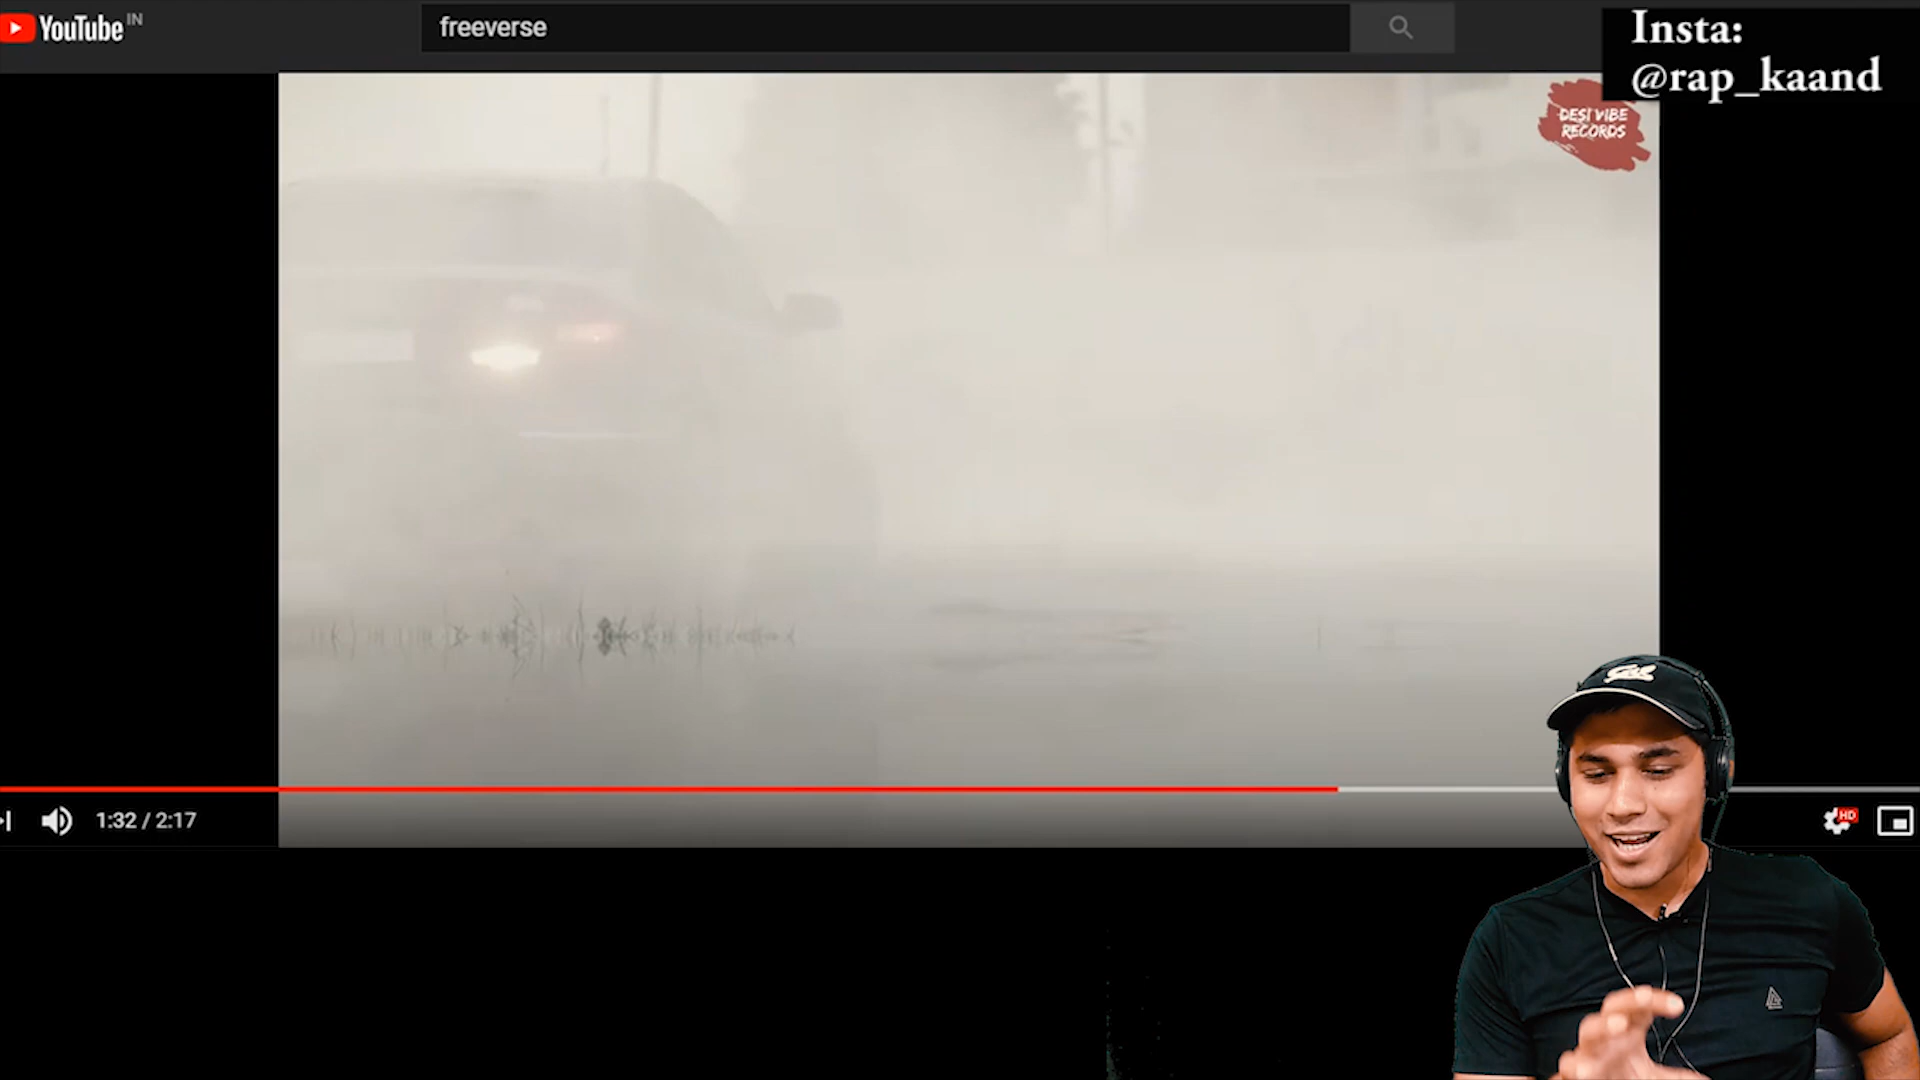 YouTube IN
freeverse
Insta:
@rap_kaand
DESI VIBE
RECORDS
1:32 / 2:17
HD